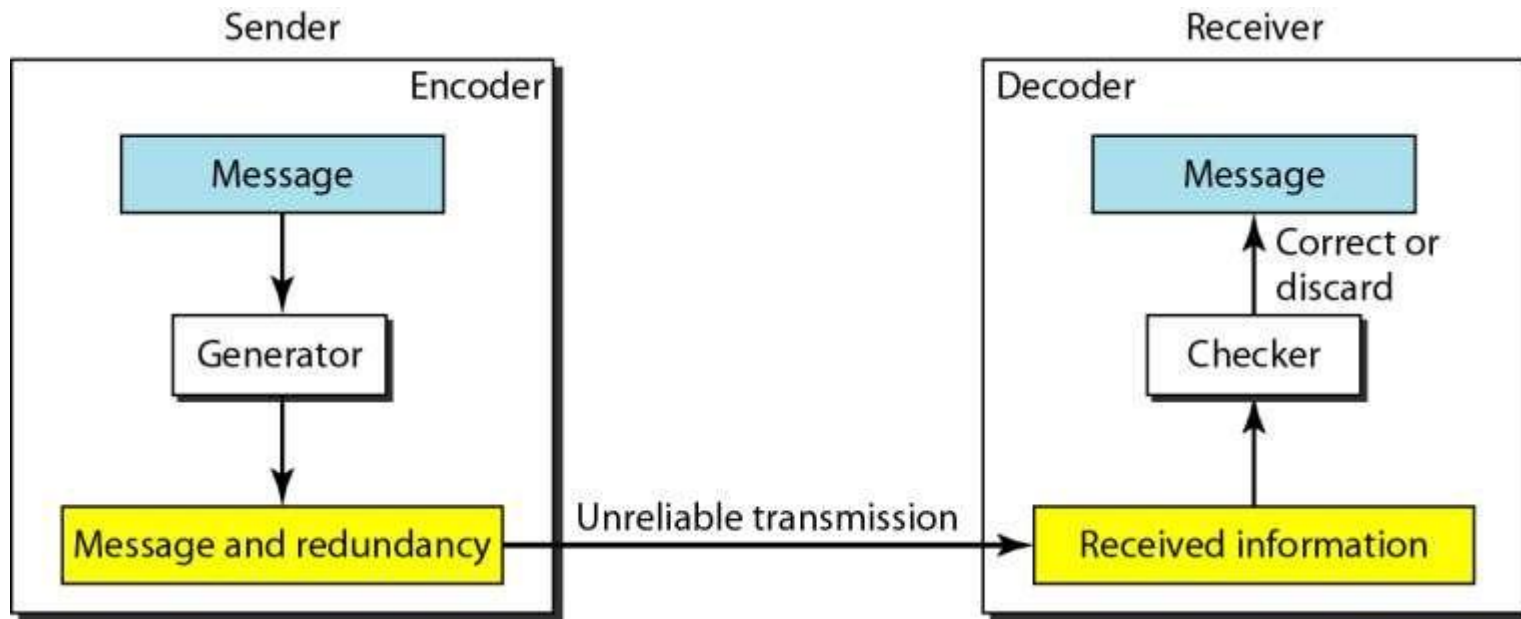 Sender
Encoder
Message
Generator
Message and redundancy
Unreliable transmission
Receiver
Decoder
Message
Correct or
discard
Checker
Received information